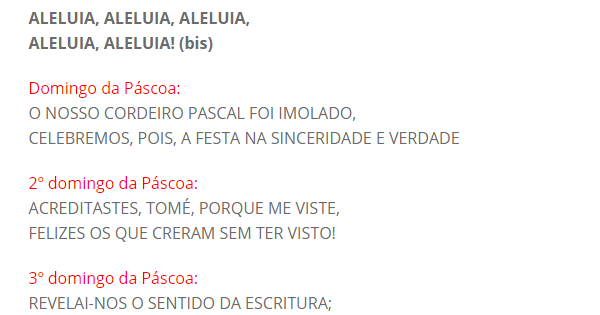 ALELUIA, ALELUIA, ALELUIA,
ALELUIA, ALELUIA! (bis)
Domingo da Páscoa:
O NOSSO CORDEIRO PASCAL FOI IMOLADO,
CELEBREMOS, POIS, A FESTA NA SINCERIDADE E VERDADE
2º domingo da Páscoa:
ACREDITASTES, TOMÉ, PORQUE ME VISTE,
FELIZES OS QUE CRERAM SEM TER VISTO!
3º domingo da Páscoa:
REVELAI-NOS O SENTIDO DA ESCRITURA;